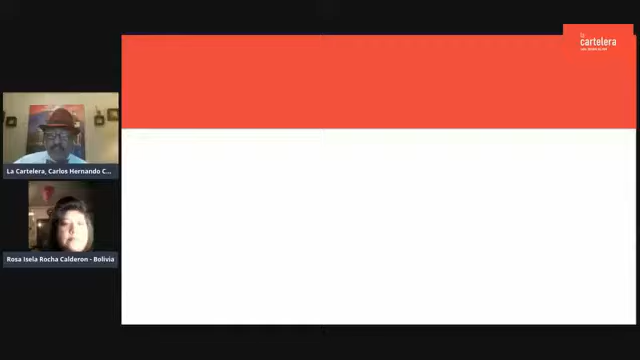 la
cartelera
La Cartelera, Carlos Hernando C...
Rosa Isela Rocha Calderon - Bolivia